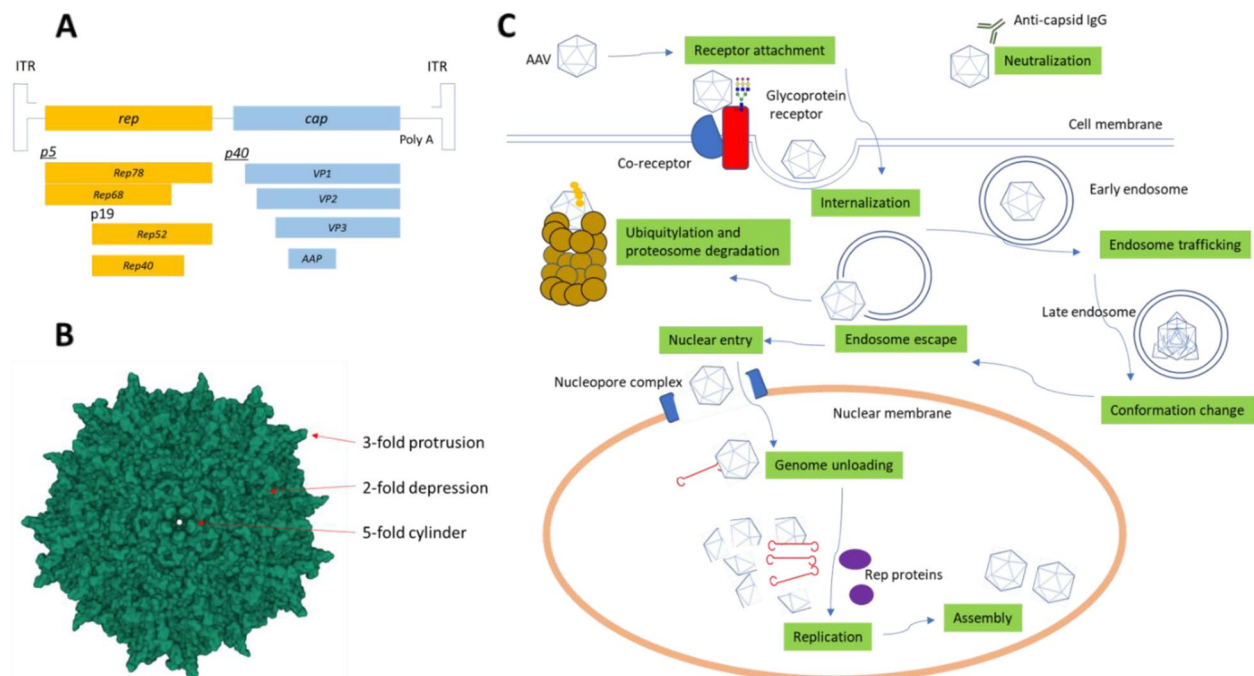 A
ITR
ITR
rep
cap
Poly A
p5
p40
Rep78
VP1
Rep68
VP2
p19
Rep52
VP3
Rep40
AAP
B
3-fold protrusion
2-fold depression
5-fold cylinder
C
AAV
Receptor attachment
Anti-capsid IgG
Neutralization
Glycoprotein
receptor
Cell membrane
Co-receptor
Internalization
Early endosome
Ubiquitylation and
proteosome degradation
Endosome trafficking
Late endosome
Nuclear entry
Endosome escape
Nucleopore complex
Nuclear membrane
Conformation change
Genome unloading
Rep proteins
Replication
Assembly